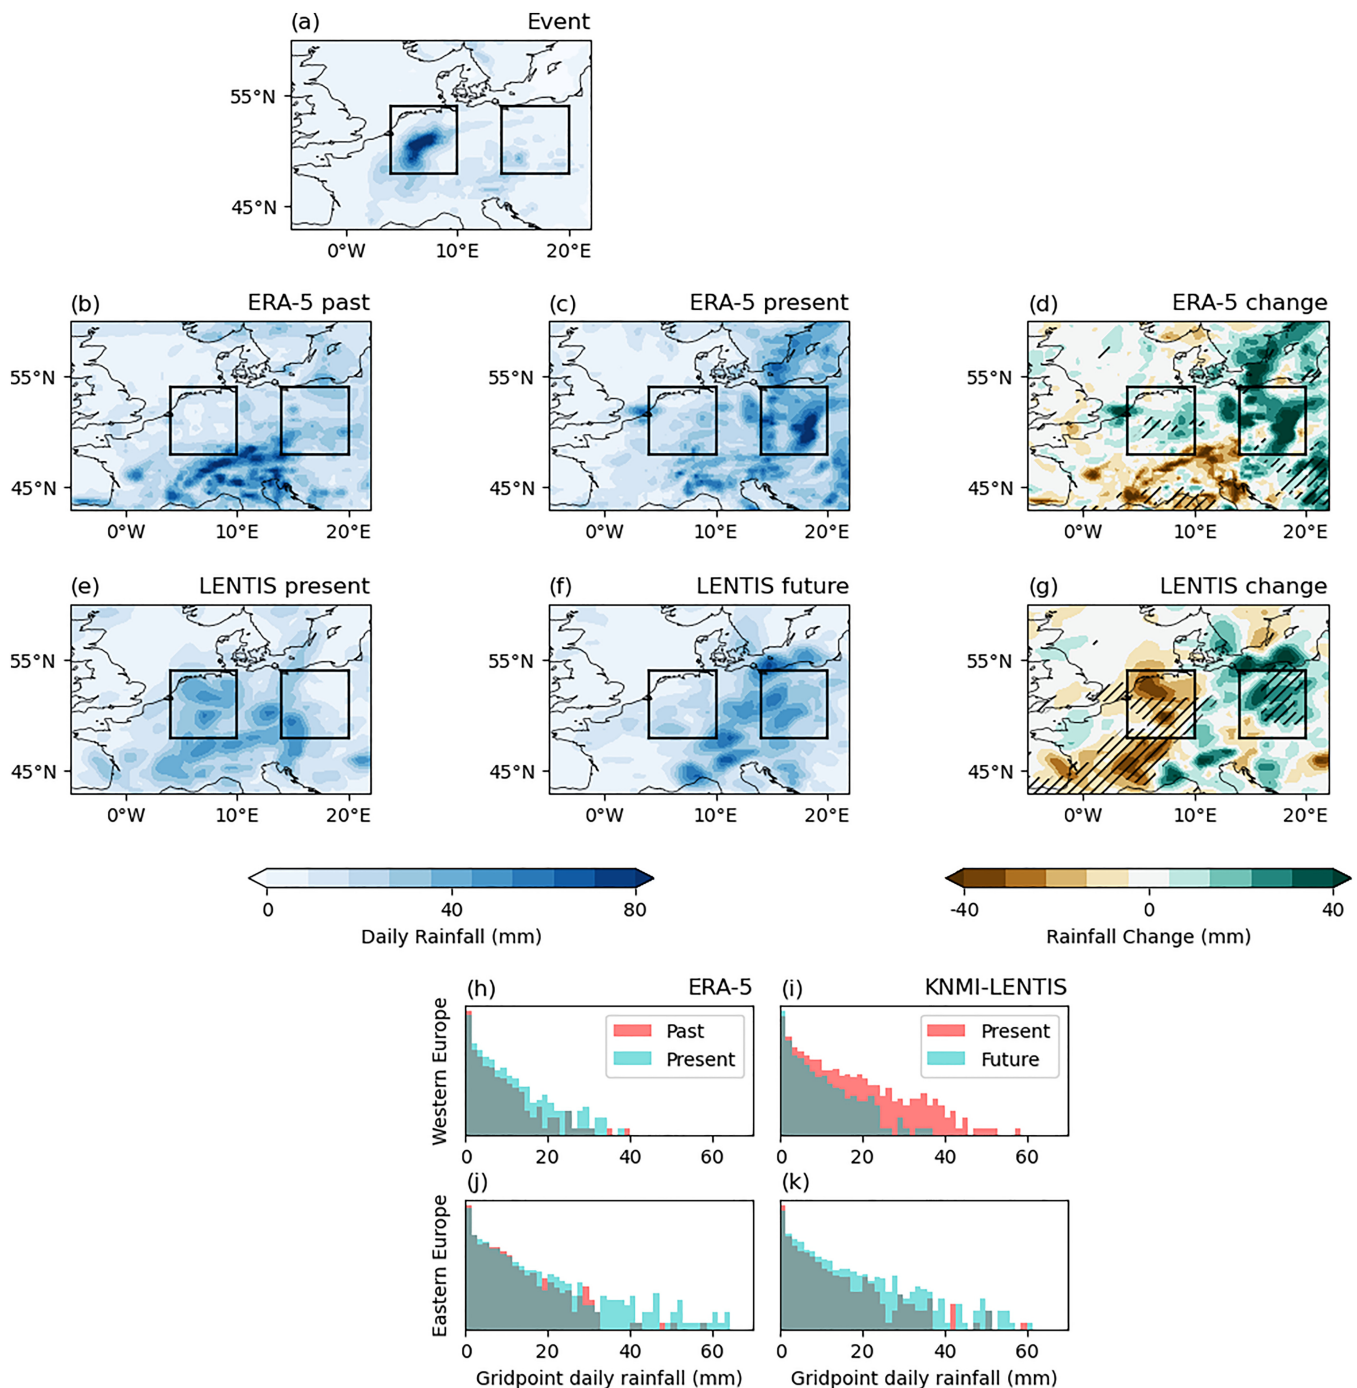 (a) Event
55°N
45°N
0°W 10°E 20°E
(b) ERA-5 past (c) ERA-5 present (d) ERA-5 change
55°N 55°N 55°N
45°N 45°N 45°N
0°W 10°E 20°E 0°W 10°E 20°E 0°W 10°E 20°E
(e) LENTIS present (f) LENTIS future (g) LENTIS change
55°N 55°N 55°N
45°N 45°N 45°N
0°W 10°E 20°E 0°W 10°E 20°E 0°W 10°E 20°E
0 40 80 -40 0 40
Daily Rainfall (mm) Rainfall Change (mm)
(h) ERA-5 (i) KNMI-LENTIS
Western Europe
Past Present
Present Future
0 20 40 60 0 20 40 60
(j) (k)
Eastern Europe
0 20 40 60 0 20 40 60
Gridpoint daily rainfall (mm) Gridpoint daily rainfall (mm)